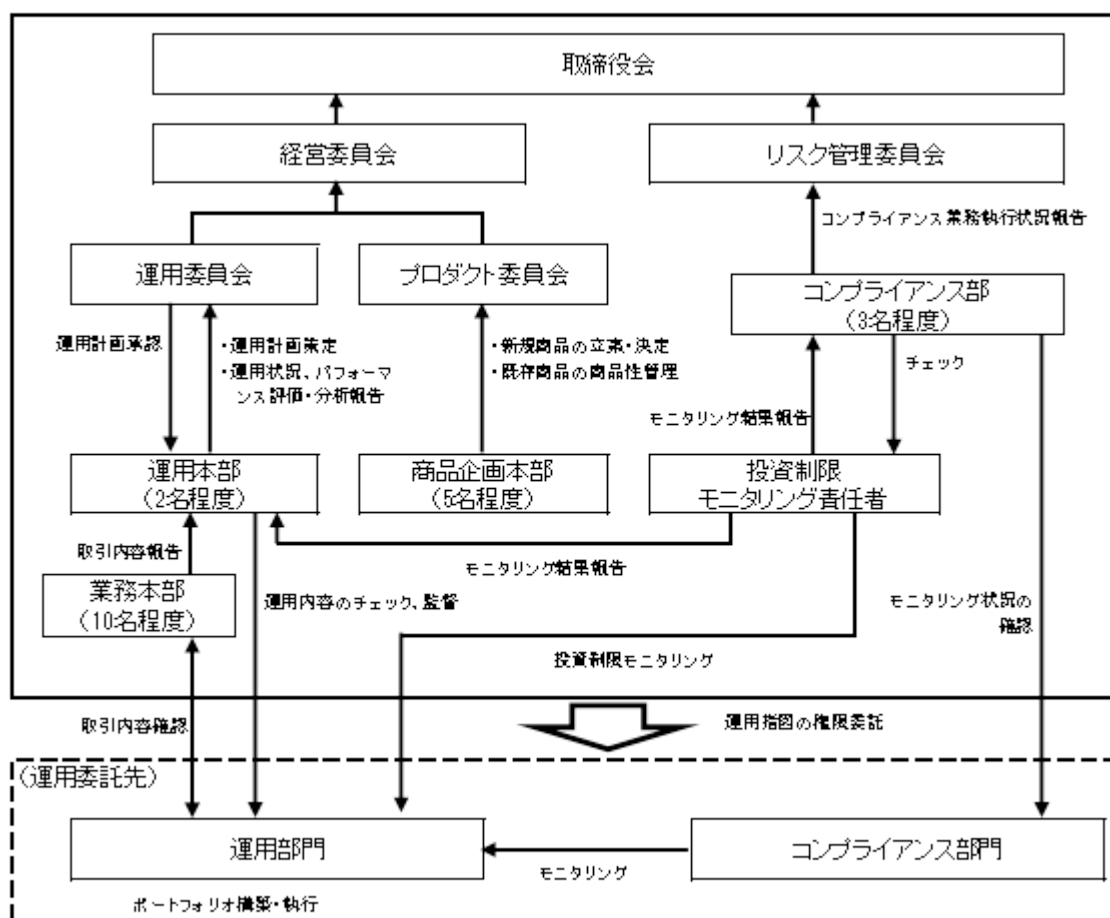 取締役会
経営委員会
リスク管理委員会
コンプライアンス業務執行状況報告
運用委員会
プロダクト委員会
コンプライアンス部
(3名程度)
運用計画承認
・運用計画策定
・運用状況、パフォーマ
ンス評価・分析報告
・新規商品の立案・決定
・既存商品の商品性管理
チェック
モニタリング結果報告
運用本部
(2名程度)
商品企画本部
(5名程度)
投資制限
モニタリング責任者
取引内容報告
モニタリング結果報告
業務本部
(10名程度)
運用内容のチェック、監督
モニタリング状況の
確認
投資制限モニタリング
取引内容確認
運用指図の権限委託
(運用委託先)
運用部門
コンプライアンス部門
モニタリング
ポートフォリオ構築・執行